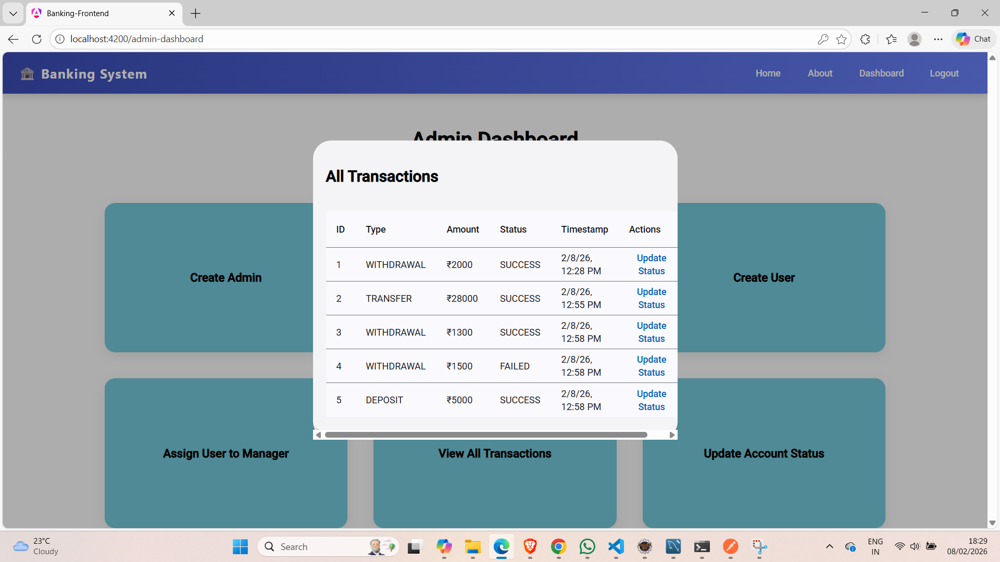 Banking-Frontend
localhost:4200/admin-dashboard
Chat
Banking System
Home About Dashboard Logout
Admin Dashboard
All Transactions
ID Type Amount Status Timestamp Actions
1 WITHDRAWAL ₹2000 SUCCESS 2/8/26, 12:28 PM Update Status
2 TRANSFER ₹28000 SUCCESS 2/8/26, 12:55 PM Update Status
3 WITHDRAWAL ₹1300 SUCCESS 2/8/26, 12:58 PM Update Status
4 WITHDRAWAL ₹1500 FAILED 2/8/26, 12:58 PM Update Status
5 DEPOSIT ₹5000 SUCCESS 2/8/26, 12:58 PM Update Status
Create Admin
Create User
Assign User to Manager
View All Transactions
Update Account Status
23°C
Cloudy
Search
ENG
IN
18:29
08/02/2026